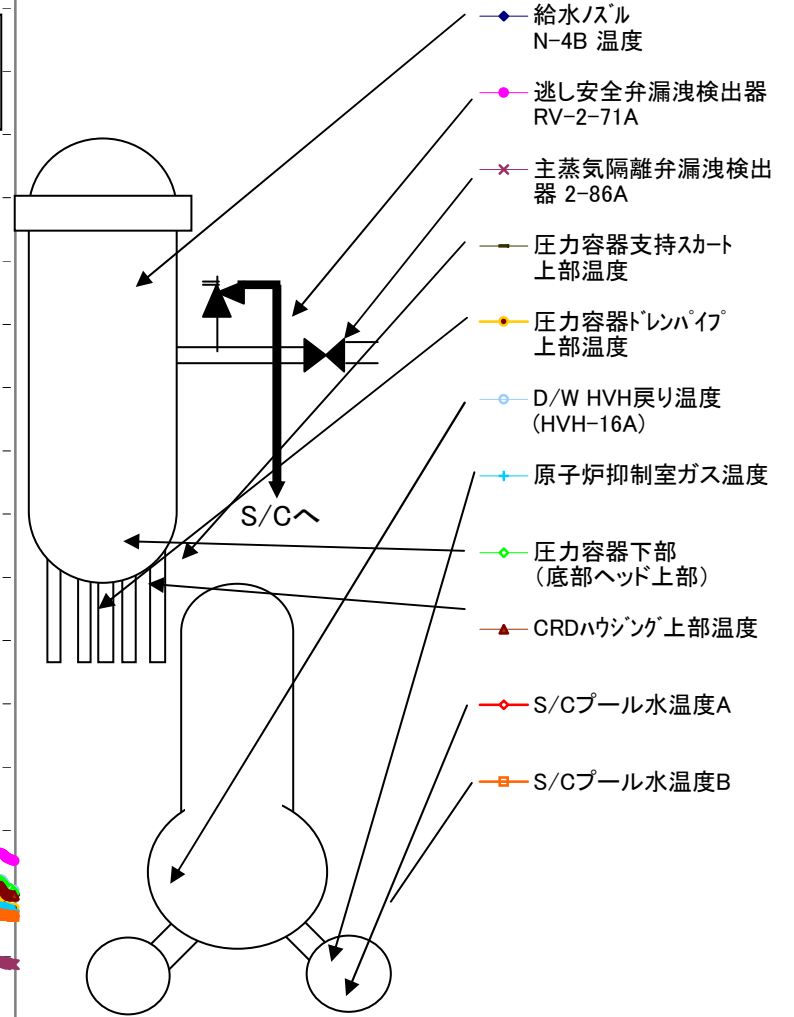 給水ノズル
N-4B 温度
逃し安全弁漏洩検出器
RV-2-71A
主蒸気隔離弁漏洩検出
器 2-86A
圧力容器支持スカート
上部温度
圧力容器ドレンパイプ
上部温度
D/W HVH戻り温度
(HVH-16A)
原子炉抑制室ガス温度
S/Cへ
圧力容器下部
（底部ヘッド上部）
CRDハウジング上部温度
S/Cプール水温度A
S/Cプール水温度B